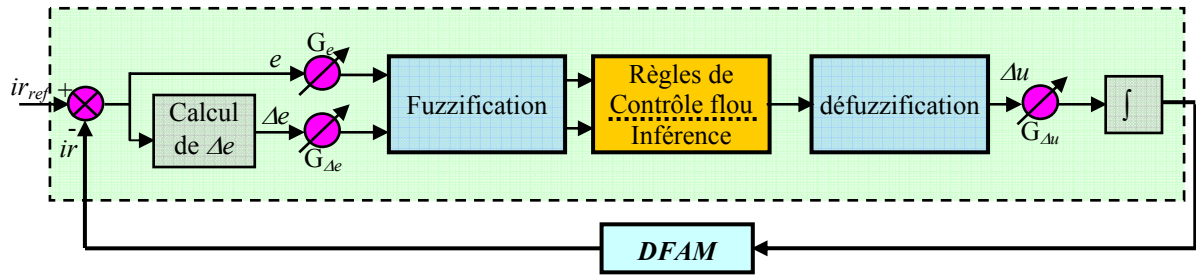 ir_ref
+
-
ir
e
G_e
Calcul
de Δe
Δe
G_Δe
Fuzzification
Règles de
Contrôle flou
Inférence
défuzzification
Δu
G_Δu
∫
DFAM